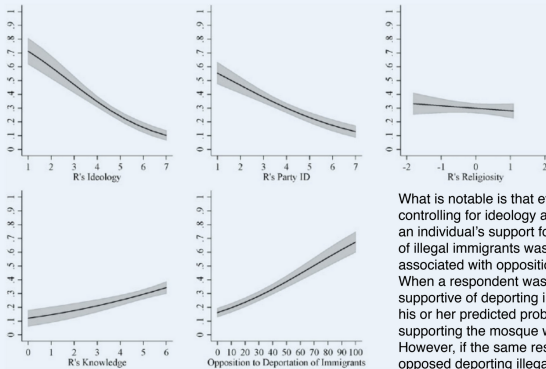 0 .1 .2 .3 .4 .5 .6 .7 .8 .9 1
1 2 3 4 5 6 7
R's Ideology
0 .1 .2 .3 .4 .5 .6 .7 .8 .9 1
1 2 3 4 5 6 7
R's Party ID
0 .1 .2 .3 .4 .5 .6 .7 .8 .9 1
-2 -1 0 1 2
R's Religiosity
0 .1 .2 .3 .4 .5 .6 .7 .8 .9 1
0 1 2 3 4 5 6
R's Knowledge
0 .1 .2 .3 .4 .5 .6 .7 .8 .9 1
0 10 20 30 40 50 60 70 80 90 100
Opposition to Deportation of Immigrants
What is notable is that
controlling for ideology
an individual's support
of illegal immigrants was
associated with opposition
When a respondent was
supportive of deporting
his or her predicted
supporting the mosque
However, if the same
opposed deporting